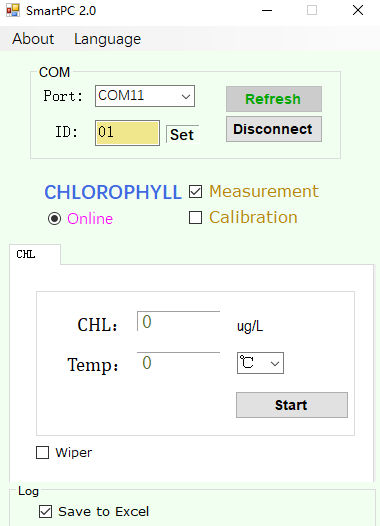 SmartPC 2.0
About Language
COM
Port: COM11 Refresh
ID: 01 Set Disconnect
CHLOROPHYLL Measurement
Online Calibration
CHL
CHL: 0 ug/L
Temp: 0 ℃
Start
Wiper
Log
Save to Excel